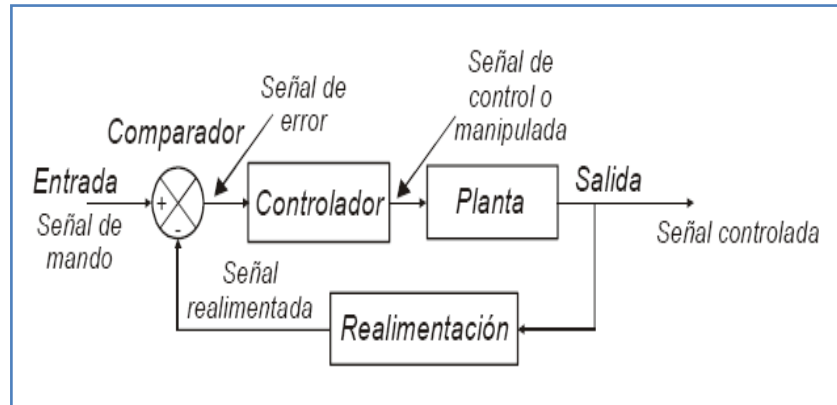 Señal de
error
Señal de
control o
manipulada
Comparador
Entrada
Señal de
mando
+
-
Controlador
Planta
Salida
Señal controlada
Señal
realimentada
Realimentación